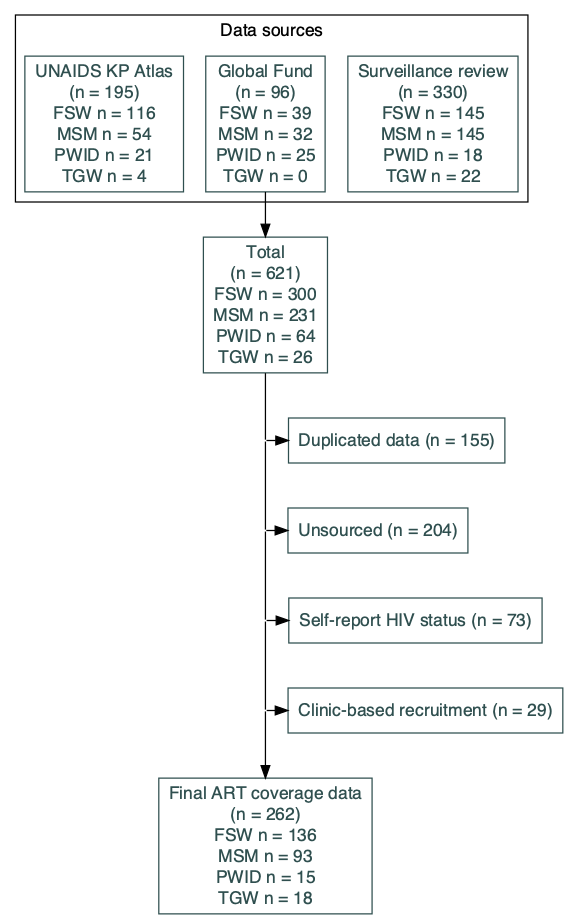 Data sources
UNAIDS KP Atlas
(n = 195)
FSW n = 116
MSM n = 54
PWID n = 21
TGW n = 4
Global Fund
(n = 96)
FSW n = 39
MSM n = 32
PWID n = 25
TGW n = 0
Surveillance review
(n = 330)
FSW n = 145
MSM n = 145
PWID n = 18
TGW n = 22
Total
(n = 621)
FSW n = 300
MSM n = 231
PWID n = 64
TGW n = 26
Duplicated data (n = 155)
Unsourced (n = 204)
Self-report HIV status (n = 73)
Clinic-based recruitment (n = 29)
Final ART coverage data
(n = 262)
FSW n = 136
MSM n = 93
PWID n = 15
TGW n = 18